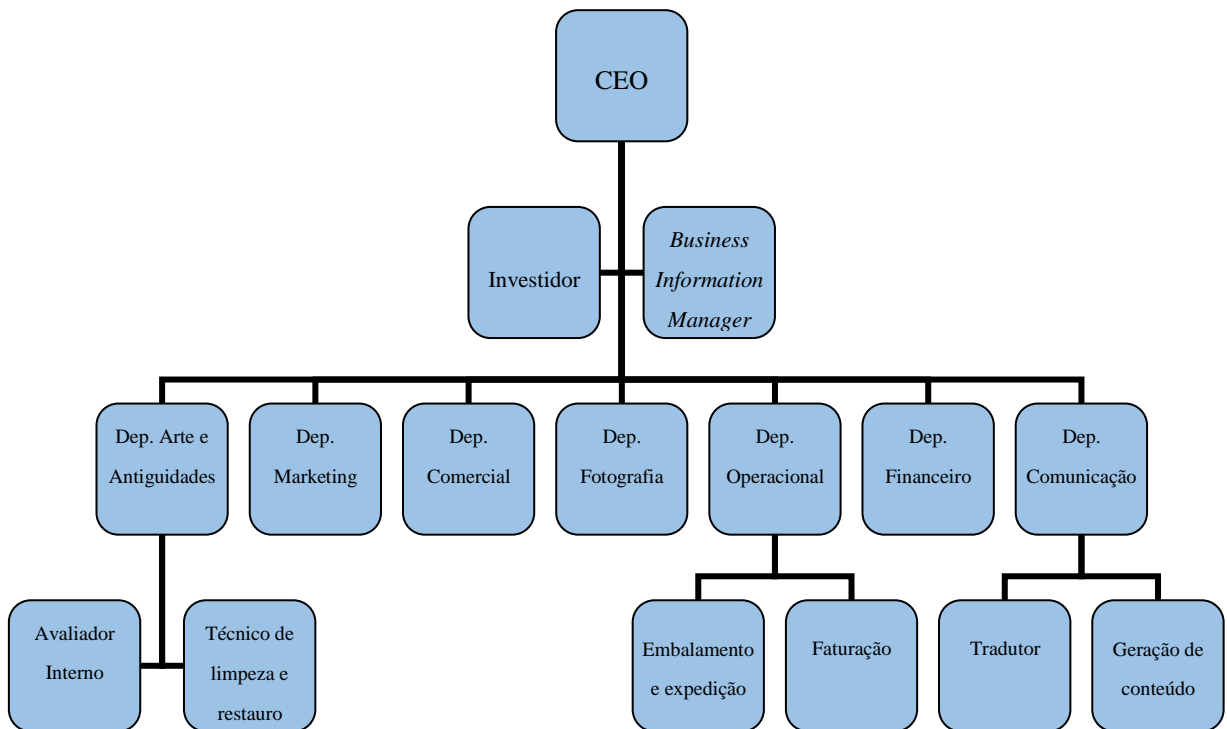 CEO
Investidor
Business
Information
Manager
Dep. Arte e
Antiguidades
Dep.
Marketing
Dep.
Comercial
Dep.
Fotografia
Dep.
Operacional
Dep.
Financeiro
Dep.
Comunicação
Avaliador
Interno
Técnico de
limpeza e
restauro
Embalamento
e expedição
Faturação
Tradutor
Geração de
conteúdo